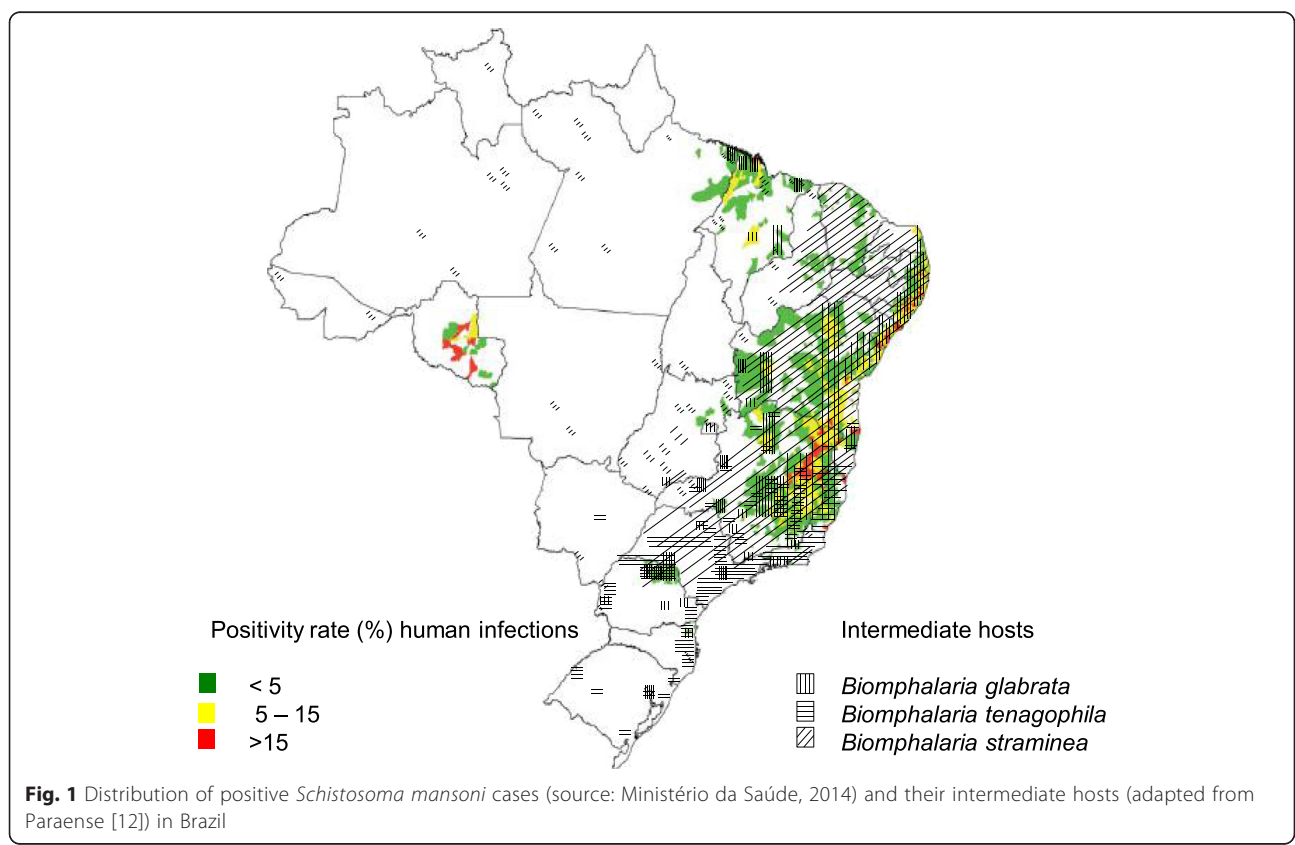 Positivity rate (%) human infections
< 5
5 – 15
>15
Intermediate hosts
Biomphalaria glabrata
Biomphalaria tenagophila
Biomphalaria straminea
Fig. 1 Distribution of positive Schistosoma mansoni cases (source: Ministério da Saúde, 2014) and their intermediate hosts (adapted from
Paraense [12]) in Brazil